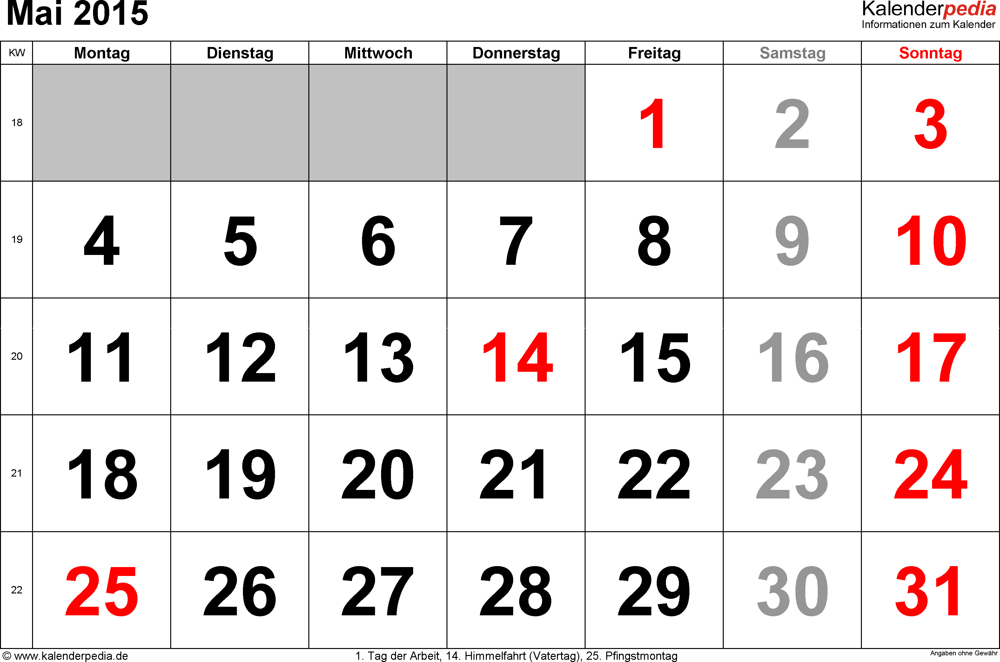 Mai 2015
Kalenderpedia
Informationen zum Kalender
KW Montag Dienstag Mittwoch Donnerstag Freitag Samstag Sonntag
18 1 2 3
19 4 5 6 7 8 9 10
20 11 12 13 14 15 16 17
21 18 19 20 21 22 23 24
22 25 26 27 28 29 30 31
© www.kalenderpedia.de 1. Tag der Arbeit, 14. Himmelfahrt (Vatertag), 25. Pfingstmontag Angaben ohne Gewähr